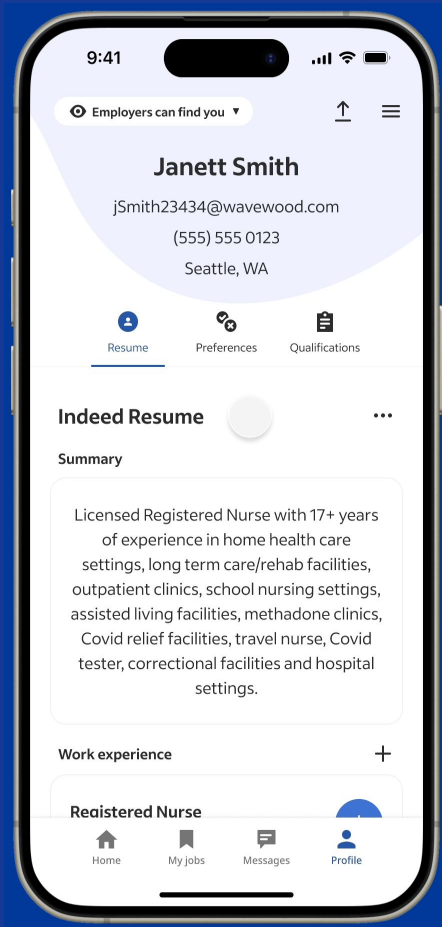 9:41
Employers can find you
Janett Smith
jSmith23434@wavewood.com
(555) 555 0123
Seattle, WA
Resume
Preferences
Qualifications
Indeed Resume
Summary
Licensed Registered Nurse with 17+ years
of experience in home health care
settings, long term care/rehab facilities,
outpatient clinics, school nursing settings,
assisted living facilities, methadone clinics,
Covid relief facilities, travel nurse, Covid
tester, correctional facilities and hospital
settings.
Work experience
Registered Nurse
Home
My jobs
Messages
Profile